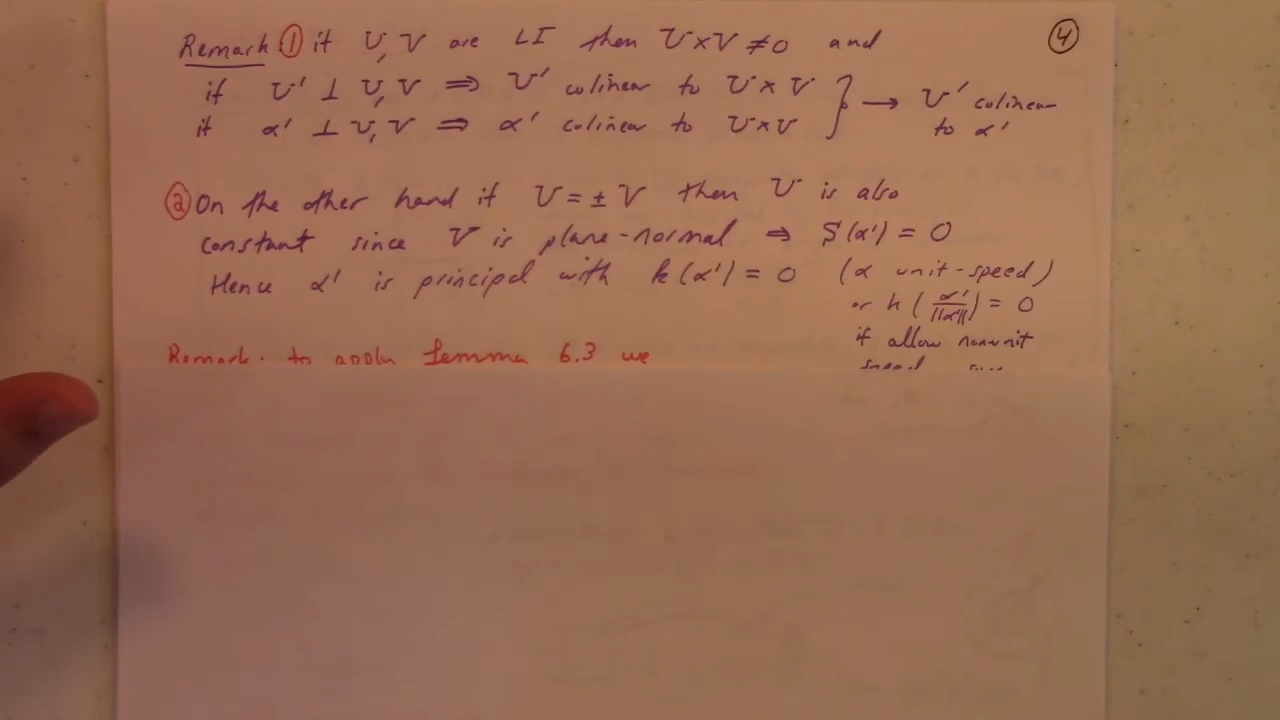 Remark ① if U, V are LI then U×V ≠ 0 and ④
if U' ⊥ U, V ⇒ U' colinear to U × V
if α' ⊥ U, V ⇒ α' colinear to U×V
} → U' colinear
to α'
② On the other hand if U = ± V then U is also
constant since V is plane-normal ⇒ S(α') = 0
Hence α' is principal with k(α') = 0 (α unit-speed)
or k(α'/||α'||) = 0
if allow nonunit
speed
Remark. to apply Lemma 6.3 we